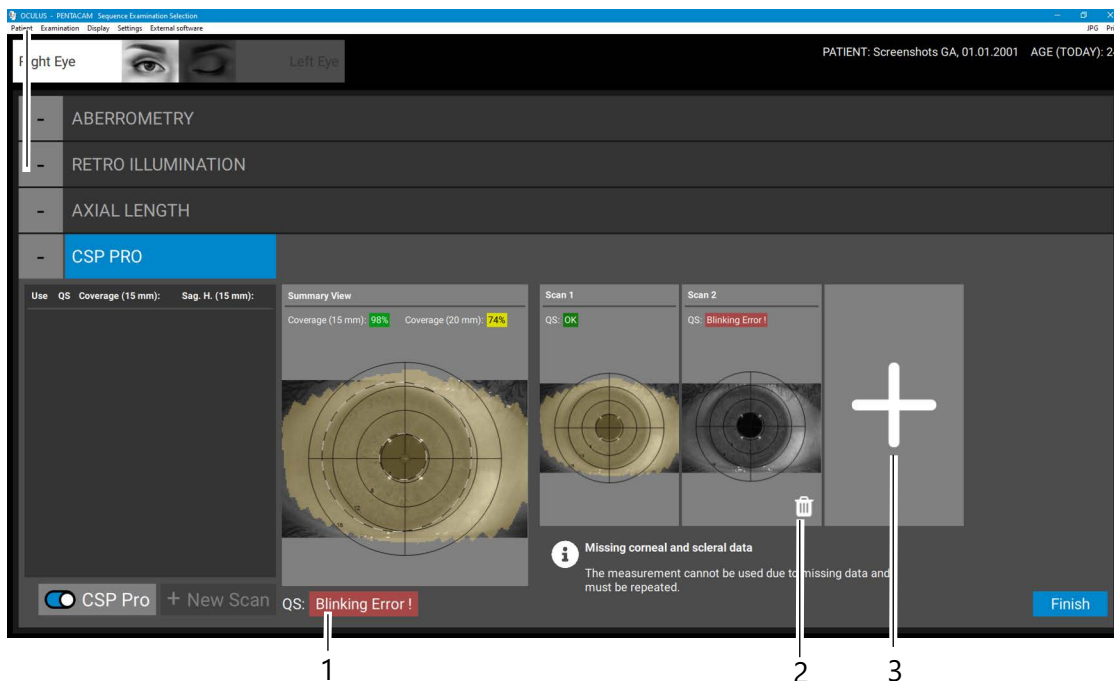 OCULUS - PENTACAM Sequence Examination Selection
Patient Examination Display Settings External software
JPG
Right Eye
Left Eye
PATIENT: Screenshots GA, 01.01.2001 AGE (TODAY):
- ABERROMETRY
- RETRO ILLUMINATION
- AXIAL LENGTH
- CSP PRO
Use QS Coverage (15 mm): Sag. H. (15 mm):
Summary View
Coverage (15 mm): 98% Coverage (20 mm): 74%
8
12
16
Scan 1
QS: OK
Scan 2
QS: Blinking Error !
Missing corneal and scleral data
The measurement cannot be used due to missing data and
must be repeated.
CSP Pro
+ New Scan
QS: Blinking Error !
Finish
1
2
3